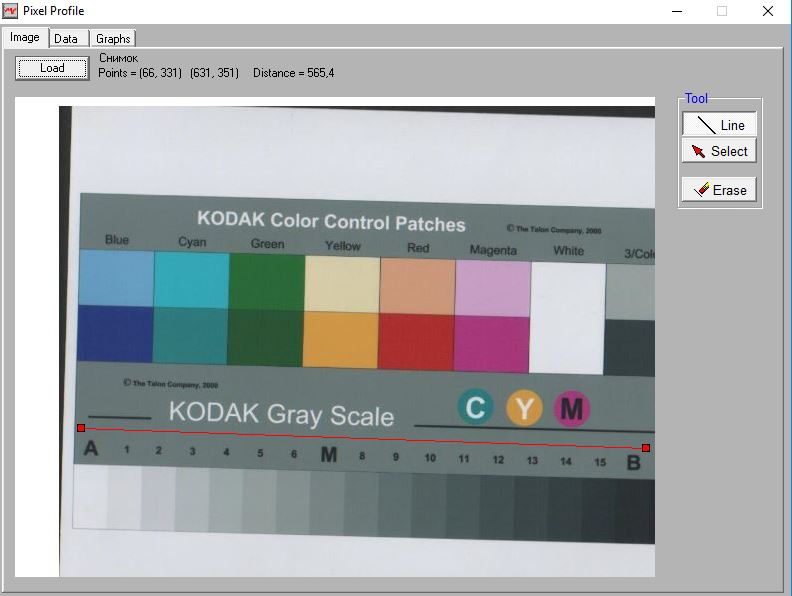 Pixel Profile
Image Data Graphs
Load
Снимок
Points = (66, 331) (631, 351) Distance = 565,4
Tool
Line
Select
Erase
KODAK Color Control Patches
© The Talon Company, 2000
Blue Cyan Green Yellow Red Magenta White 3/Col
© The Talon Company, 2000
KODAK Gray Scale
C Y M
A 1 2 3 4 5 6 M 8 9 10 11 12 13 14 15 B